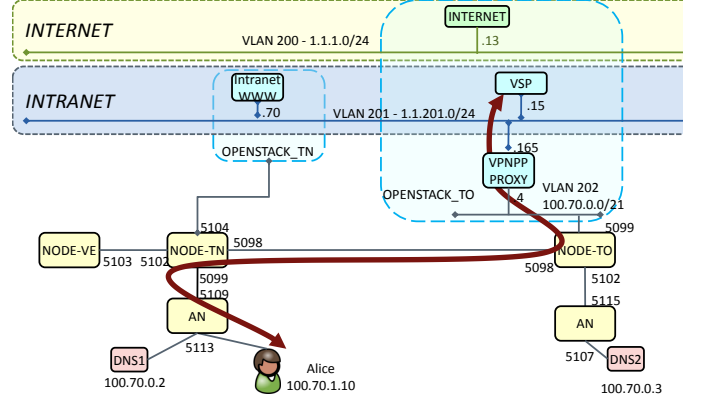 INTERNET
INTERNET
VLAN 200 - 1.1.1.0/24
.13
INTRANET
Intranet
WWW
.70
VSP
.15
VLAN 201 - 1.1.201.0/24
.165
OPENSTACK_TN
VPNPP
PROXY
.4
OPENSTACK_TO
VLAN 202
100.70.0.0/21
5104
5099
NODE-VE
5103
5102
NODE-TN
5098
5098
NODE-TO
5099
5109
5102
5115
AN
AN
5113
5107
DNS1
100.70.0.2
Alice
100.70.1.10
DNS2
100.70.0.3